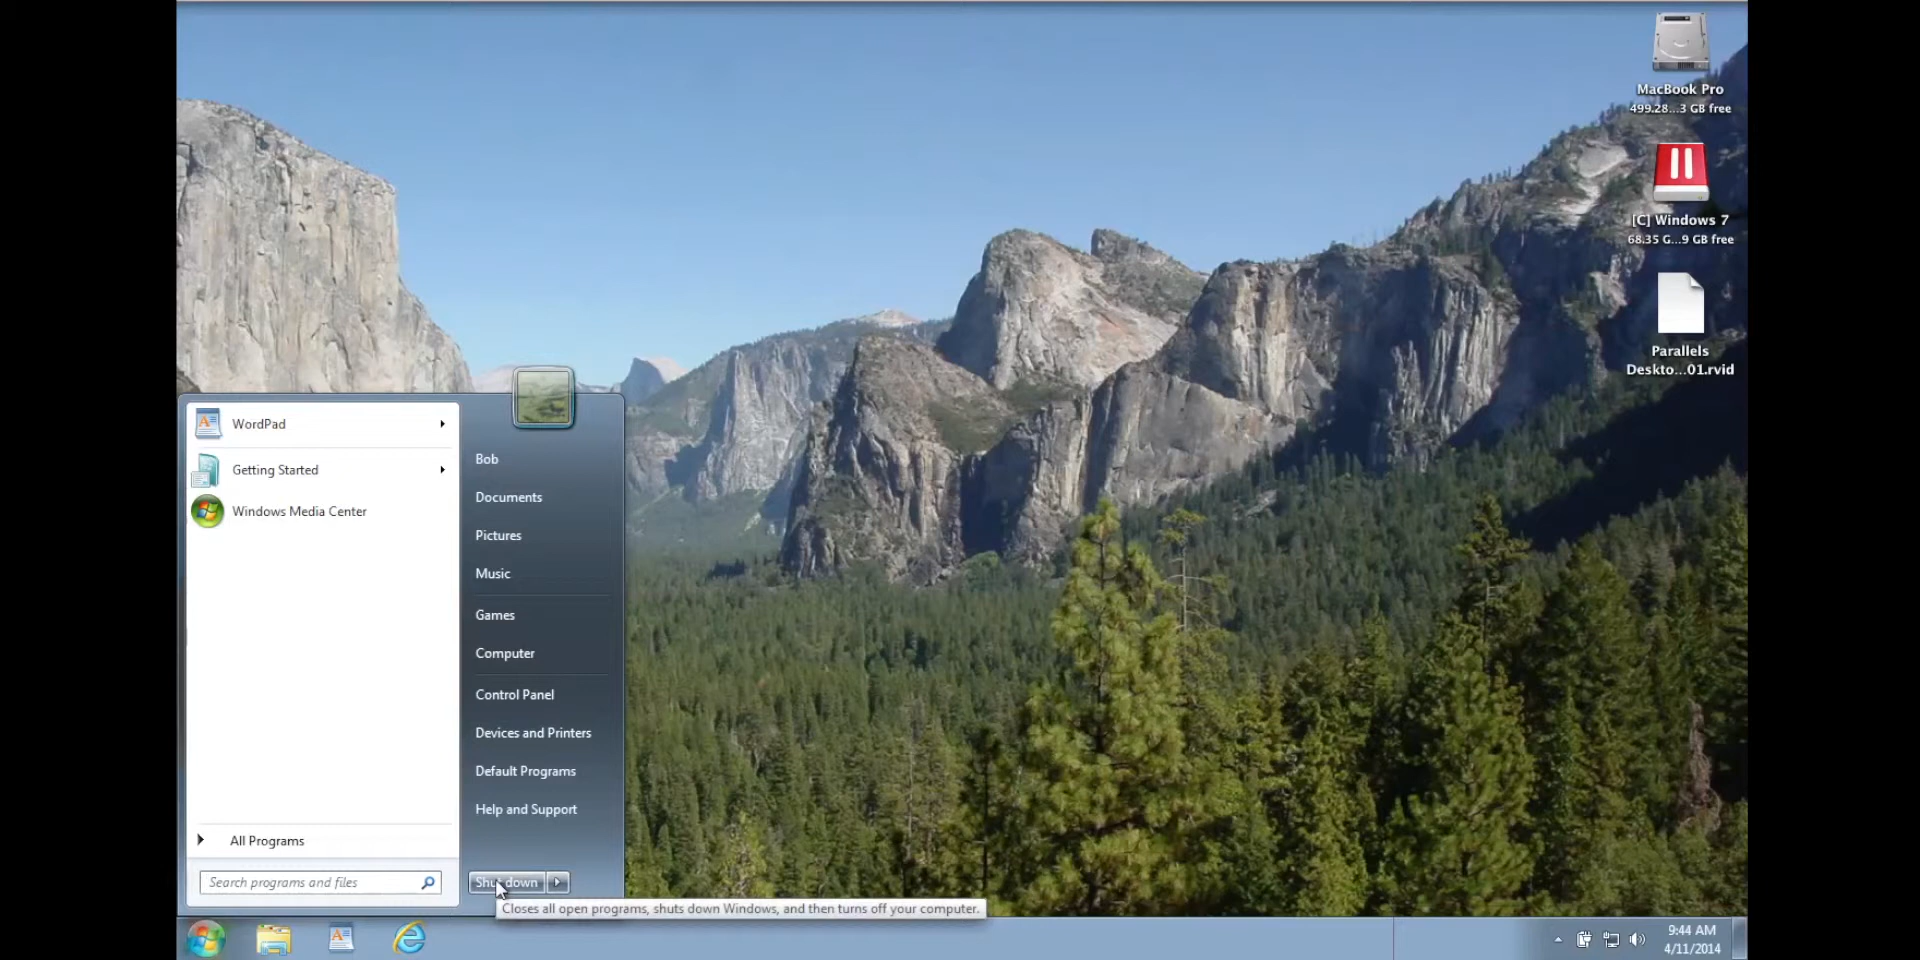 MacBook Pro
499.28...3 GB free
[C] Windows 7
68.35 G...9 GB free
Parallels
Deskto...01.rvid
WordPad
Getting Started
Windows Media Center
All Programs
Search programs and files
Bob
Documents
Pictures
Music
Games
Computer
Control Panel
Devices and Printers
Default Programs
Help and Support
Shut down
Closes all open programs, shuts down Windows, and then turns off your computer.
9:44 AM
4/11/2014